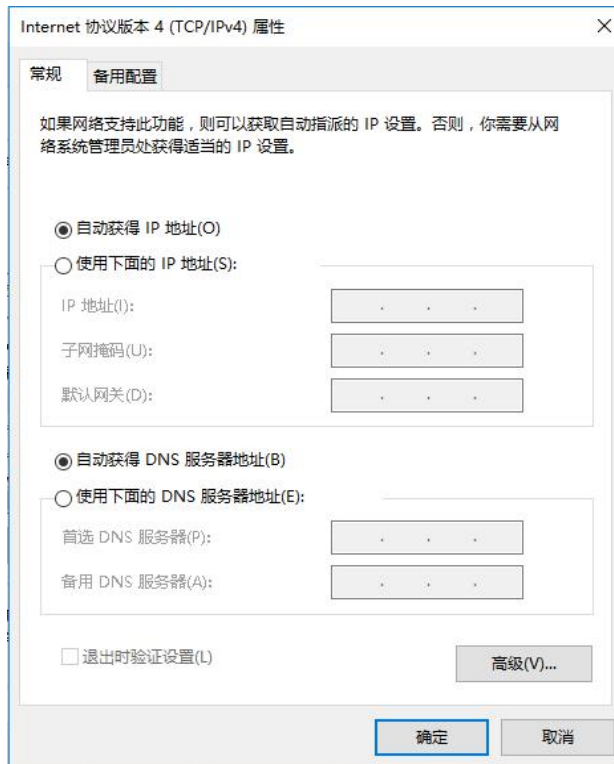 Internet 协议版本 4 (TCP/IPv4) 属性
常规
备用配置
如果网络支持此功能，则可以获取自动指派的 IP 设置。否则，你需要从网
络系统管理员处获得适当的 IP 设置。
自动获得 IP 地址(O)
使用下面的 IP 地址(S):
IP 地址(I):
子网掩码(U):
默认网关(D):
自动获得 DNS 服务器地址(B)
使用下面的 DNS 服务器地址(E):
首选 DNS 服务器(P):
备用 DNS 服务器(A):
退出时验证设置(L)
高级(V)...
确定
取消